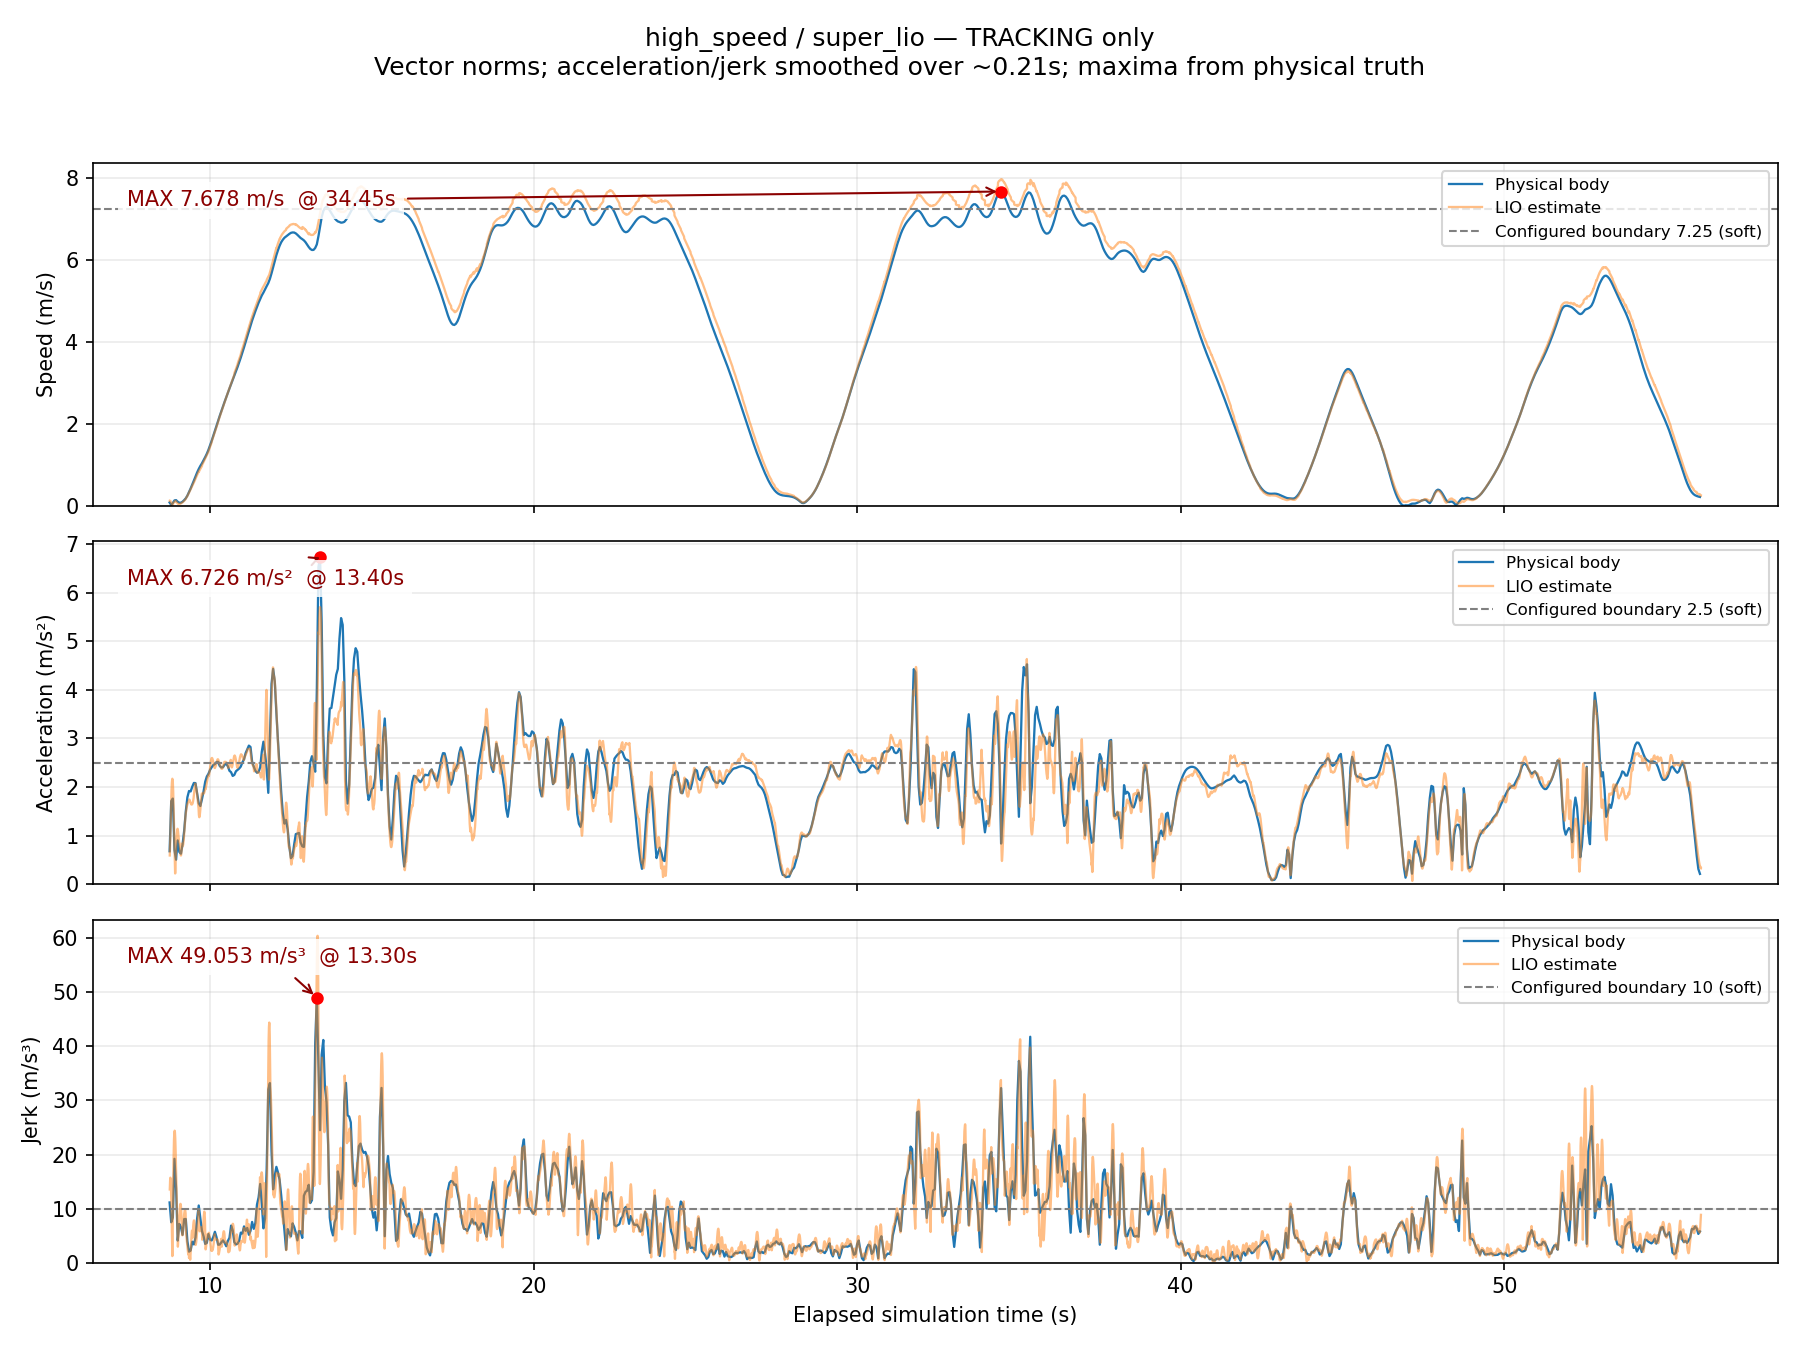 high_speed / super_lio — TRACKING only
Vector norms; acceleration/jerk smoothed over ~0.21s; maxima from physical truth
8
6
4
2
0
Speed (m/s)
MAX 7.678 m/s @ 34.45s
Physical body
LIO estimate
Configured boundary 7.25 (soft)
7
6
5
4
3
2
1
0
Acceleration (m/s²)
MAX 6.726 m/s² @ 13.40s
Physical body
LIO estimate
Configured boundary 2.5 (soft)
60
50
40
30
20
10
0
Jerk (m/s³)
MAX 49.053 m/s³ @ 13.30s
Physical body
LIO estimate
Configured boundary 10 (soft)
10 20 30 40 50
Elapsed simulation time (s)